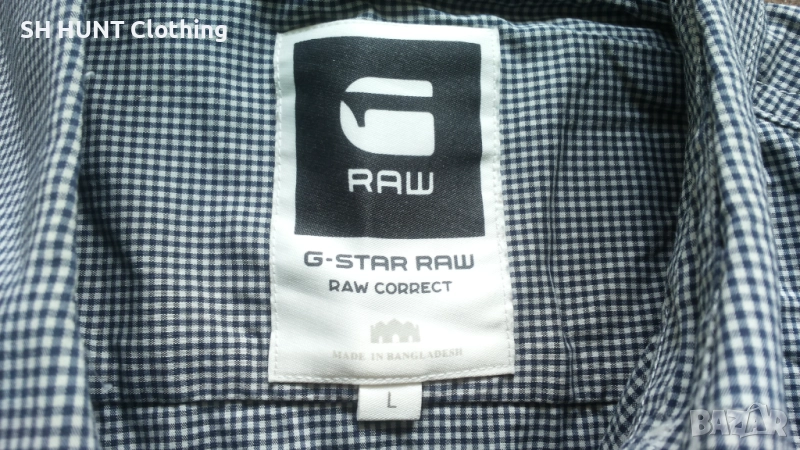 SH HUNT Clothing
RAW
G-STAR RAW
RAW CORRECT
MADE IN BANGLADESH
L
BAZAR